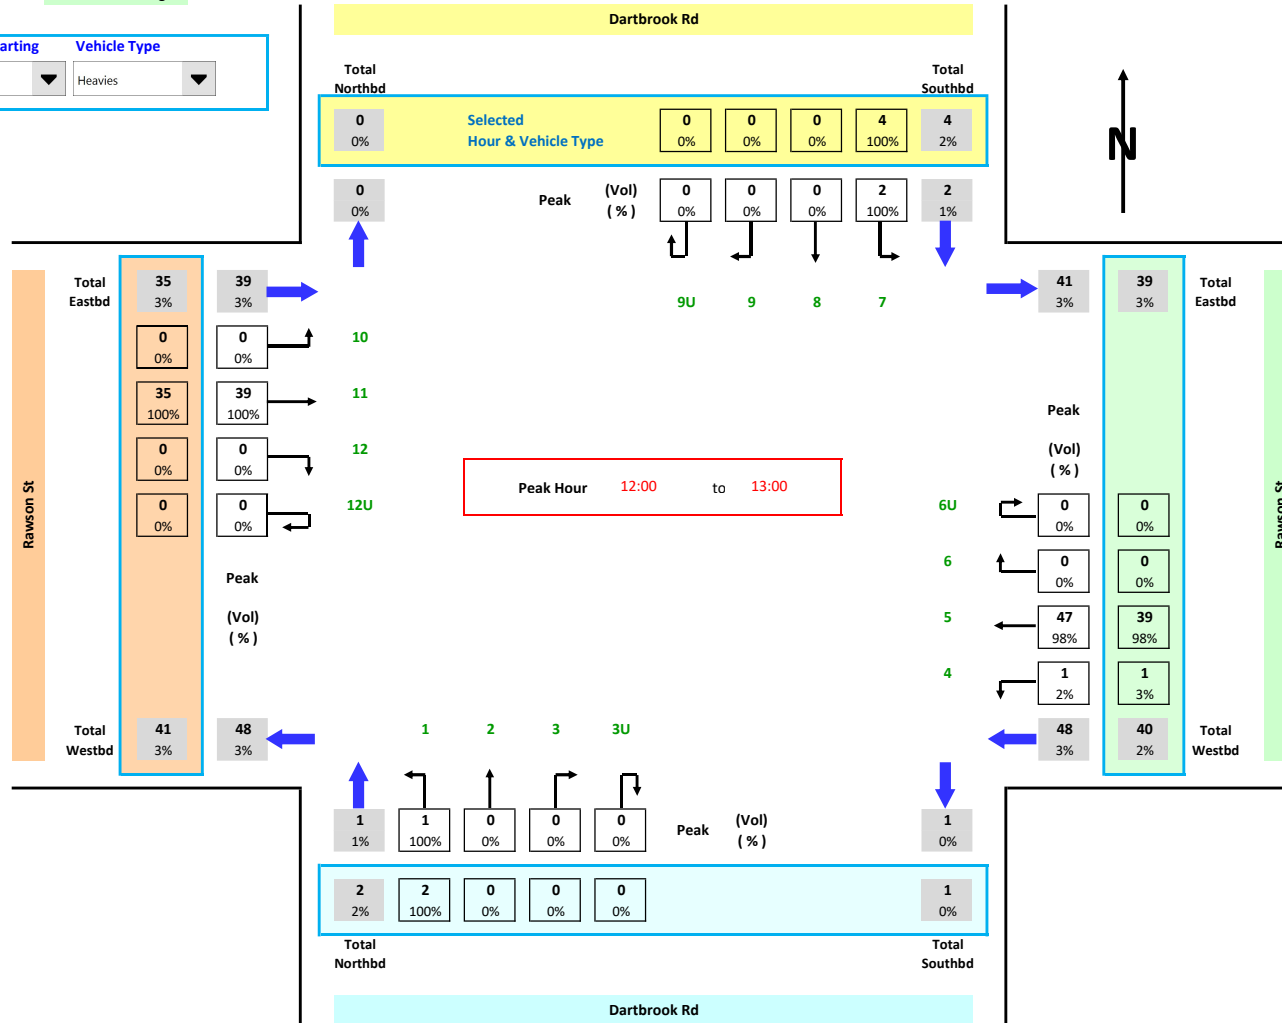 Dartbrook Rd
arting Vehicle Type
Heavies
Total Northbd
Total Southbd
0 Selected 0 0 0 4 4
0% Hour & Vehicle Type 0% 0% 0% 100% 2%
0 Peak (Vol) 0 0 0 2 2
0% ( % ) 0% 0% 0% 100% 1%
N
9U 9 8 7
Total Eastbd
35 39
3% 3%
41 39
3% 3%
Total Eastbd
0 0 10
0% 0%
35 39 11
100% 100%
0 0 12
0% 0%
0 0 12U
0% 0%
Rawson St
Peak
(Vol)
( % )
Peak Hour 12:00 to 13:00
Peak
(Vol)
( % )
6U 0 0
0% 0%
6 0 0
0% 0%
5 47 39
98% 98%
4 1 1
2% 3%
Rawson St
Total Westbd
41 48
3% 3%
48 40
3% 2%
Total Westbd
1 2 3 3U
1 1 0 0 0 Peak (Vol) 1
1% 100% 0% 0% 0% ( % ) 0%
2 2 0 0 0 1
2% 100% 0% 0% 0% 0%
Total Northbd
Total Southbd
Dartbrook Rd